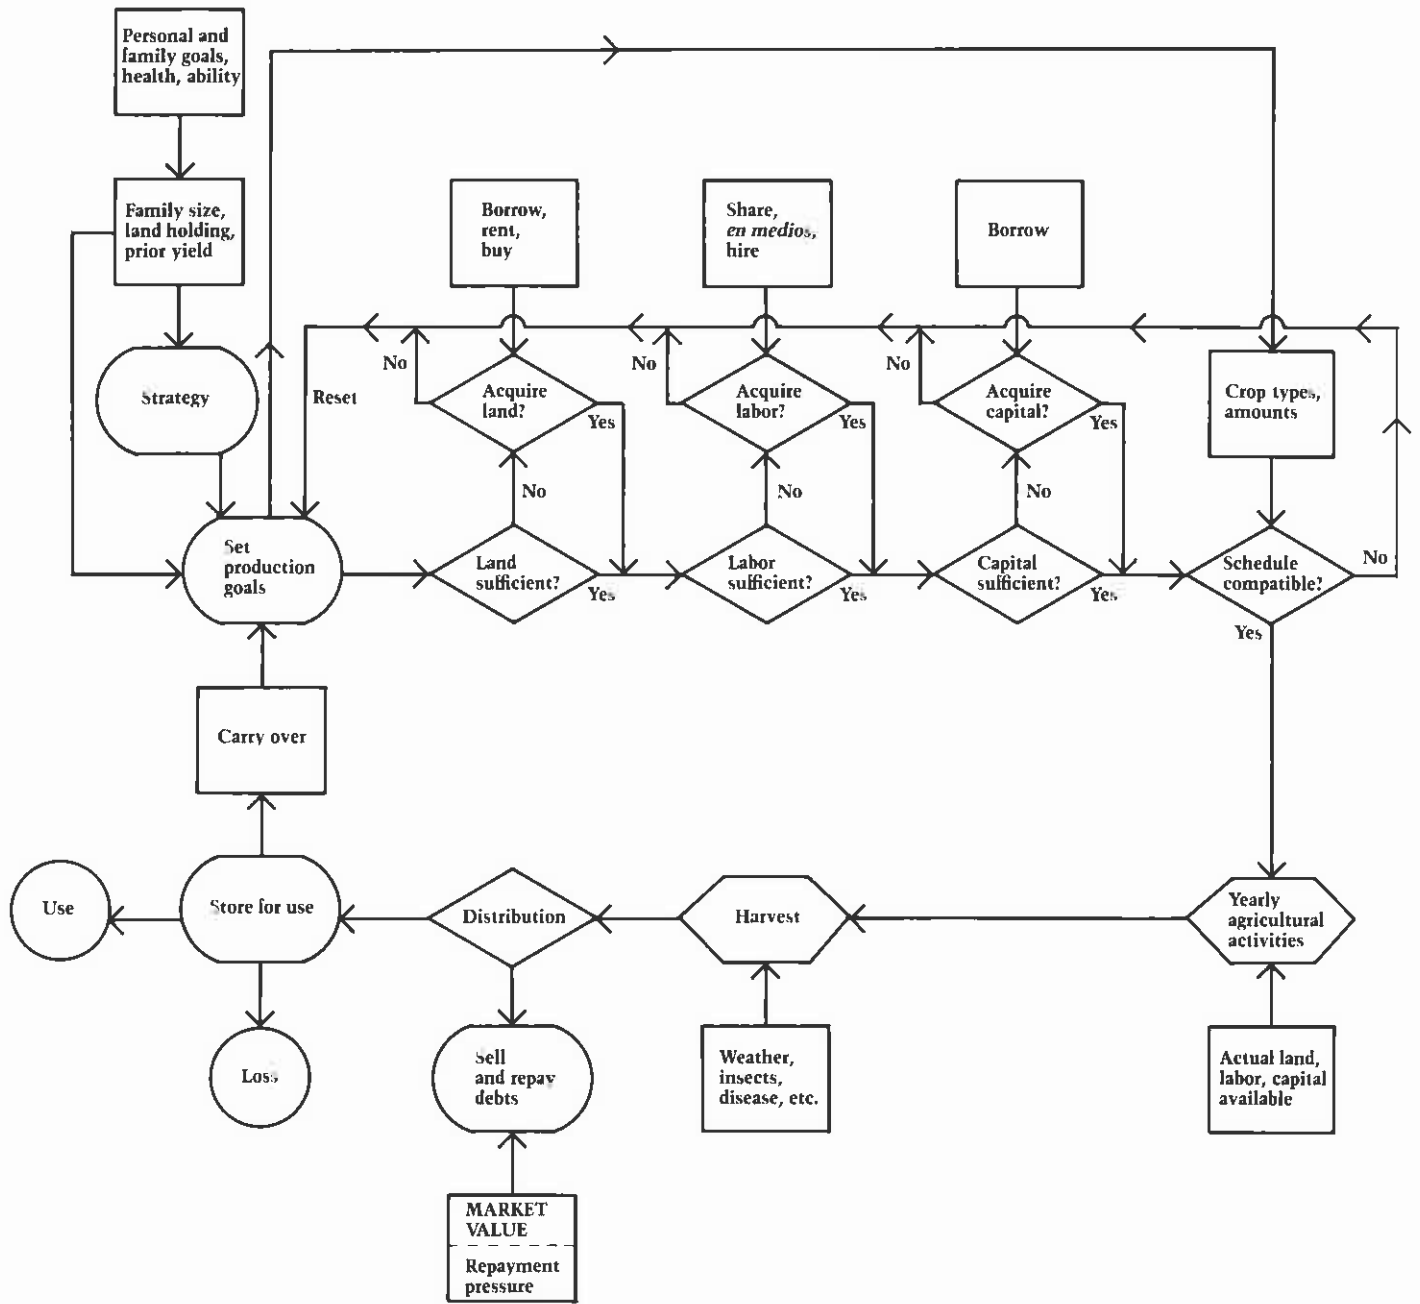 Personal and
family goals,
health, ability
Family size,
land holding,
prior yield
Borrow,
rent,
buy
Share,
en medios,
hire
Borrow
Strategy
Reset
No
Acquire
land?
Yes
No
Acquire
labor?
Yes
No
Acquire
capital?
Yes
Crop types,
amounts
No
No
No
Set
production
goals
Land
sufficient?
Yes
Labor
sufficient?
Yes
Capital
sufficient?
Yes
Schedule
compatible?
No
Yes
Carry over
Use
Store for use
Distribution
Harvest
Yearly
agricultural
activities
Loss
Sell
and repay
debts
Weather,
insects,
disease, etc.
Actual land,
labor, capital
available
MARKET
VALUE
Repayment
pressure